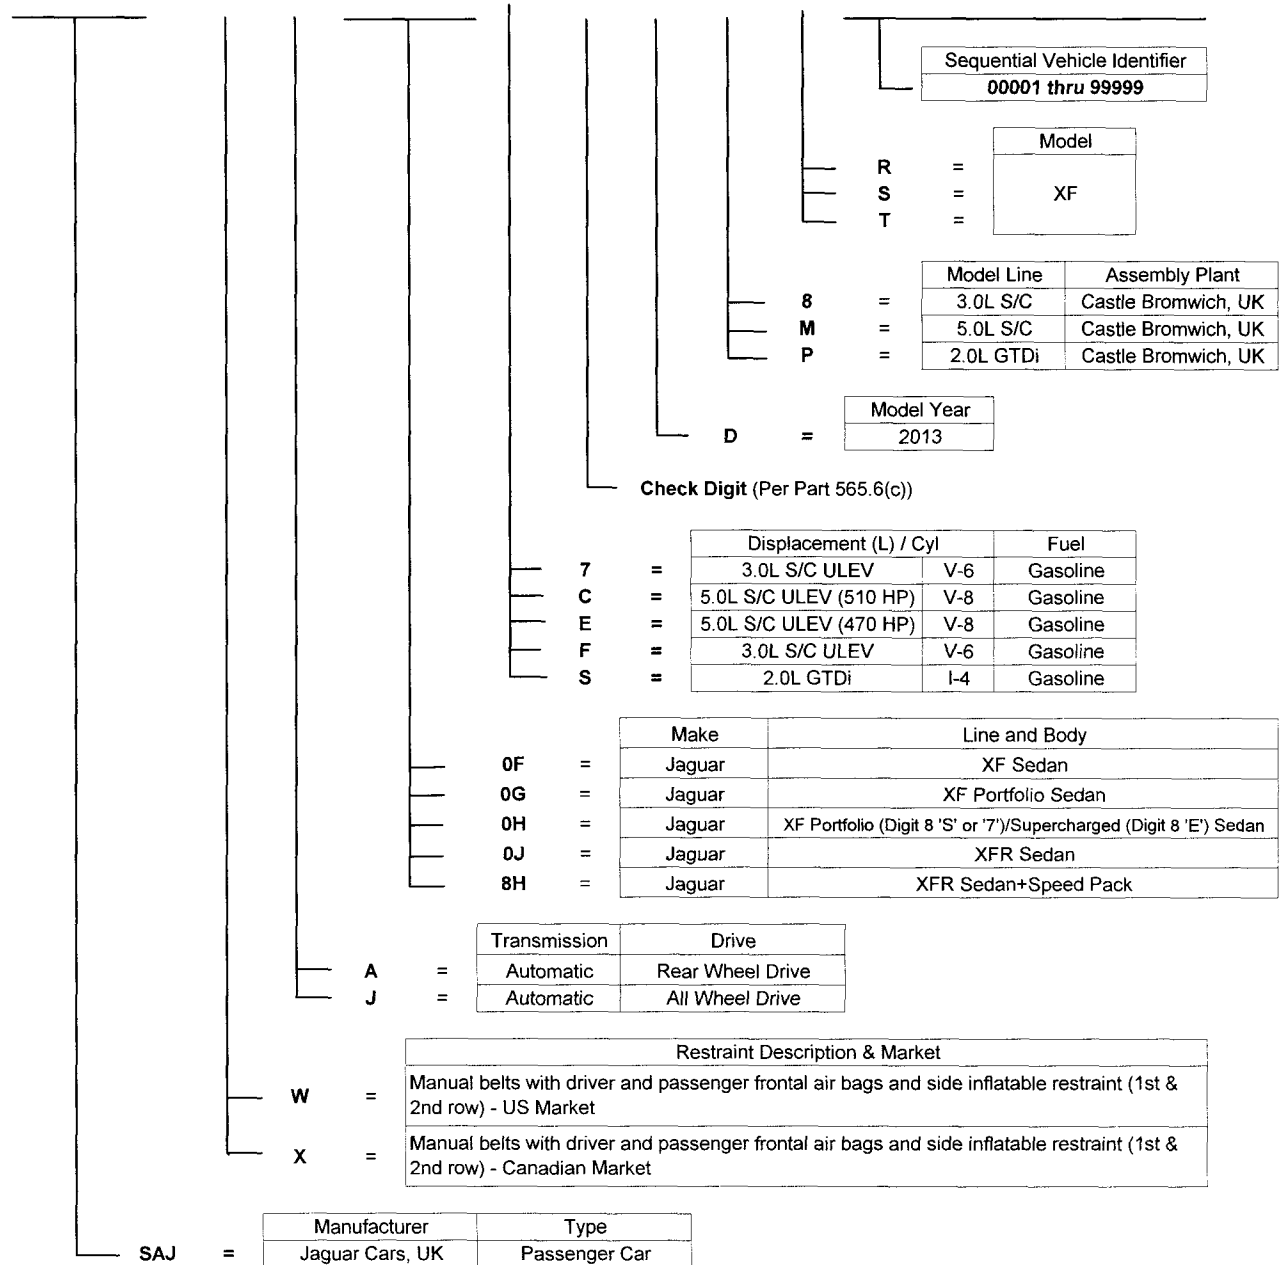 Sequential Vehicle Identifier
00001 thru 99999
Model
R =
S = XF
T =
Model Line Assembly Plant
8 = 3.0L S/C Castle Bromwich, UK
M = 5.0L S/C Castle Bromwich, UK
P = 2.0L GTDi Castle Bromwich, UK
Model Year
D = 2013
Check Digit (Per Part 565.6(c))
Displacement (L) / Cyl Fuel
7 = 3.0L S/C ULEV V-6 Gasoline
C = 5.0L S/C ULEV (510 HP) V-8 Gasoline
E = 5.0L S/C ULEV (470 HP) V-8 Gasoline
F = 3.0L S/C ULEV V-6 Gasoline
S = 2.0L GTDi I-4 Gasoline
Make Line and Body
0F = Jaguar XF Sedan
0G = Jaguar XF Portfolio Sedan
0H = Jaguar XF Portfolio (Digit 8 'S' or '7')/Supercharged (Digit 8 'E') Sedan
0J = Jaguar XFR Sedan
8H = Jaguar XFR Sedan+Speed Pack
Transmission Drive
A = Automatic Rear Wheel Drive
J = Automatic All Wheel Drive
Restraint Description & Market
W = Manual belts with driver and passenger frontal air bags and side inflatable restraint (1st &
2nd row) - US Market
X = Manual belts with driver and passenger frontal air bags and side inflatable restraint (1st &
2nd row) - Canadian Market
Manufacturer Type
SAJ = Jaguar Cars, UK Passenger Car